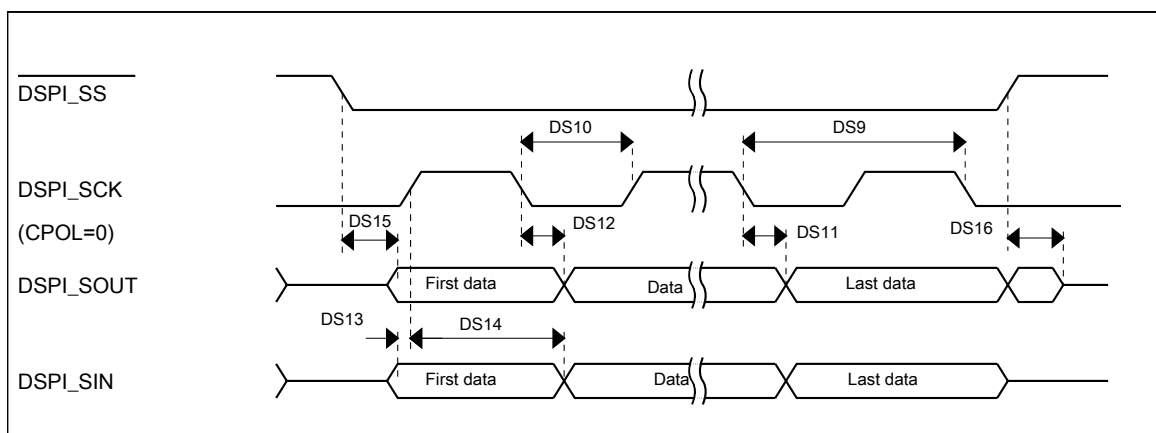 DSPI_SS
DS10 DS9
DSPI_SCK
DS15 DS12 DS11 DS16
(CPOL=0)
DSPI_SOUT First data Data Last data
DS13 DS14
DSPI_SIN First data Data Last data